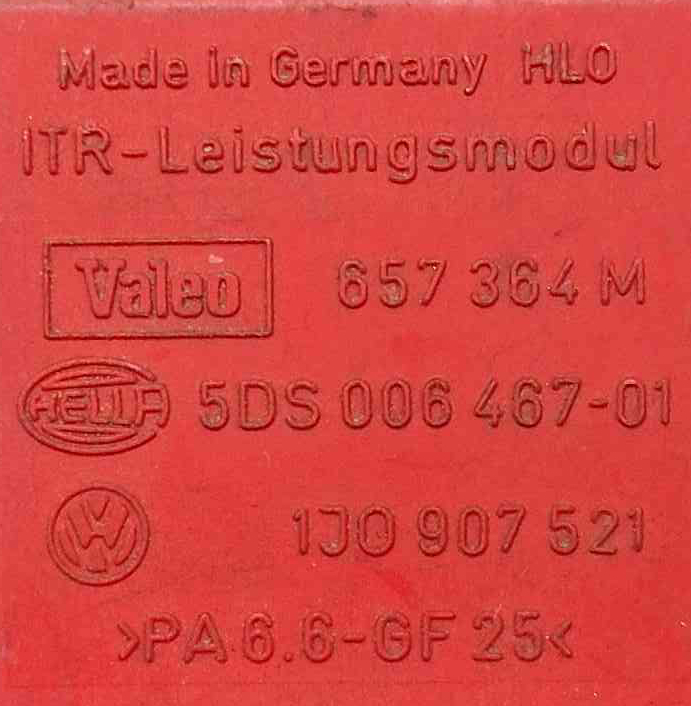 Made in Germany HLO
ITR-Leistungsmodul
Valeo 657 364 M
HELLA 5DS 006 467-01
VW 1J0 907 521
>PA 6.6-GF 25<